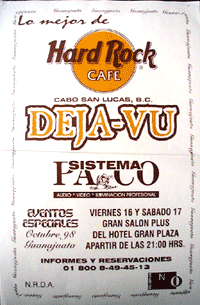 Lo mejor de
Hard Rock
CAFE
CABO SAN LUCAS, B.C.
DEJA-VU
SISTEMA
PACO
AUDIO • VIDEO • ILUMINACION PROFESIONAL
EVENTOS
ESPECIALES
Octubre 98
Guanajuato
VIERNES 16 Y SABADO 17
GRAN SALON PLUS
DEL HOTEL GRAN PLAZA
APARTIR DE LAS 21:00 HRS.
INFORMES Y RESERVACIONES
01 800 8-49-45-13
N.R.D.A.